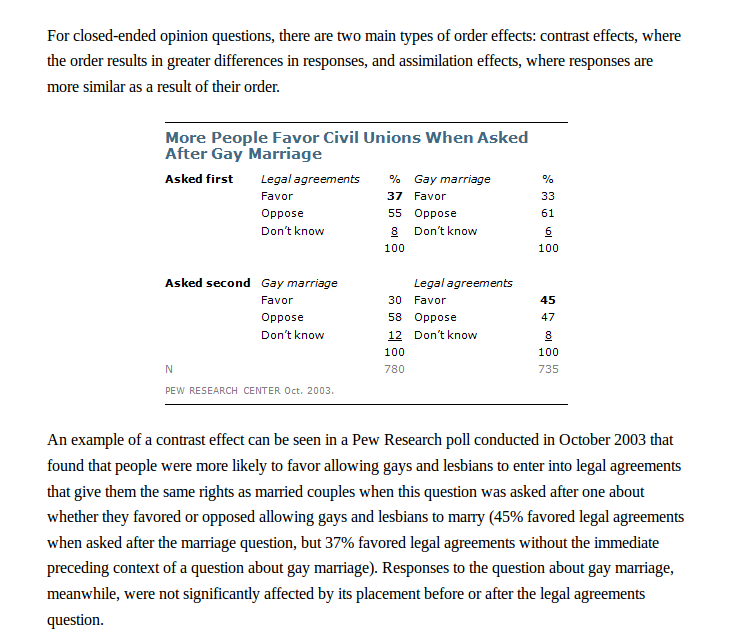 For closed-ended opinion questions, there are two main types of order effects: contrast effects, where
the order results in greater differences in responses, and assimilation effects, where responses are
more similar as a result of their order.
More People Favor Civil Unions When Asked
After Gay Marriage
Asked first Legal agreements % Gay marriage %
Favor 37 Favor 33
Oppose 55 Oppose 61
Don't know 8 Don't know 6
100 100
Asked second Gay marriage Legal agreements
Favor 30 Favor 45
Oppose 58 Oppose 47
Don't know 12 Don't know 8
100 100
N 780 735
PEW RESEARCH CENTER Oct. 2003.
An example of a contrast effect can be seen in a Pew Research poll conducted in October 2003 that
found that people were more likely to favor allowing gays and lesbians to enter into legal agreements
that give them the same rights as married couples when this question was asked after one about
whether they favored or opposed allowing gays and lesbians to marry (45% favored legal agreements
when asked after the marriage question, but 37% favored legal agreements without the immediate
preceding context of a question about gay marriage). Responses to the question about gay marriage,
meanwhile, were not significantly affected by its placement before or after the legal agreements
question.